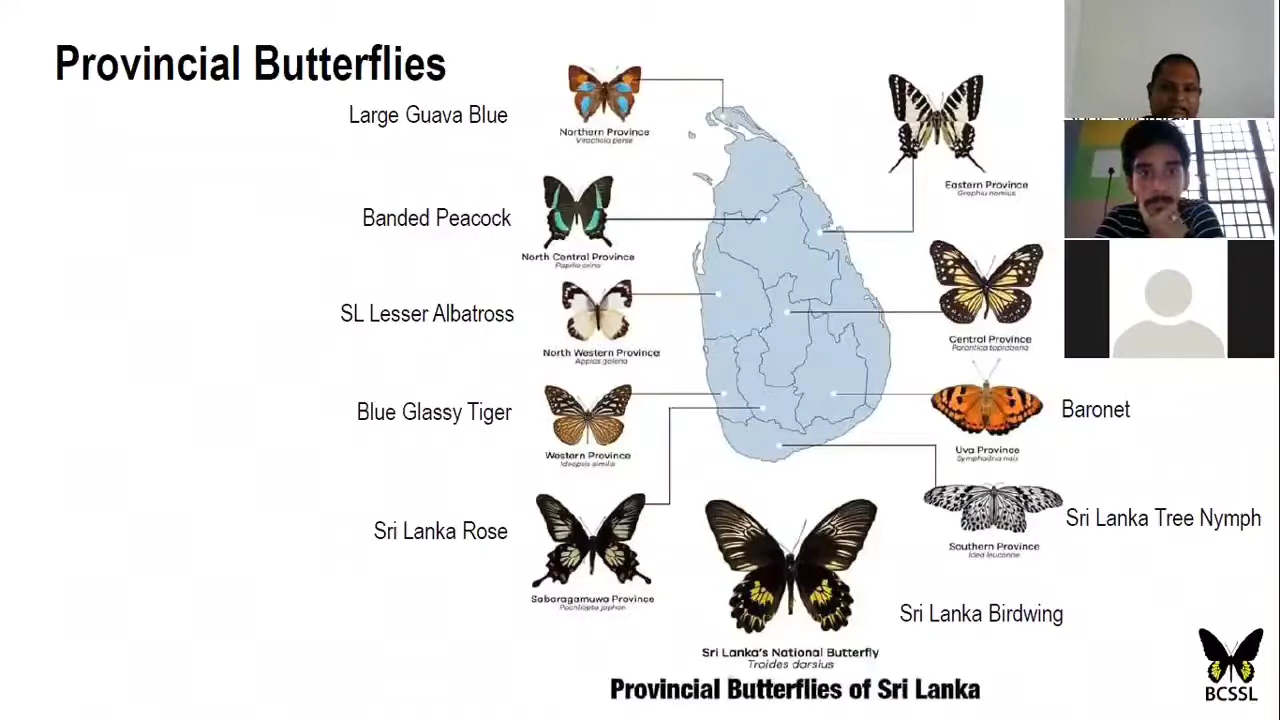 Provincial Butterflies
Large Guava Blue
Northern Province
Virachola perse
Eastern Province
Graphiu nomius
Banded Peacock
North Central Province
Papilio crino
SL Lesser Albatross
North Western Province
Appias galena
Central Province
Parantica taprobana
Blue Glassy Tiger
Western Province
Ideopsis similis
Baronet
Uva Province
Symphaedra nais
Sri Lanka Rose
Sabaragamuwa Province
Pachliopta jophon
Southern Province
Idea iasonia
Sri Lanka Tree Nymph
Sri Lanka Birdwing
Sri Lanka's National Butterfly
Troides darsius
Provincial Butterflies of Sri Lanka
BCSSL